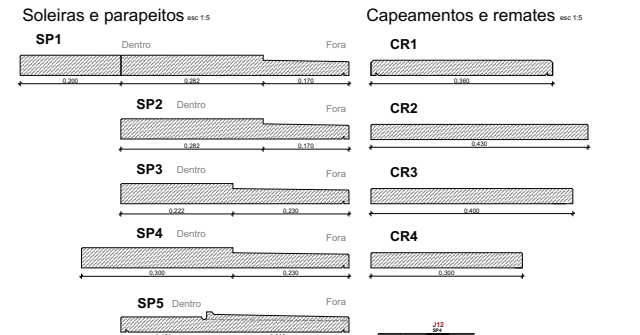 Soleiras e parapeitos esc 1:5
SP1
Dentro
Fora
0,200
0,282
0,170
SP2 Dentro
Fora
0,282
0,170
SP3 Dentro
Fora
0,222
0,230
SP4 Dentro
Fora
0,300
0,230
SP5 Dentro
Fora
Capeamentos e remates esc 1:5
CR1
0,360
CR2
0,430
CR3
0,400
CR4
0,300
J12
SP4